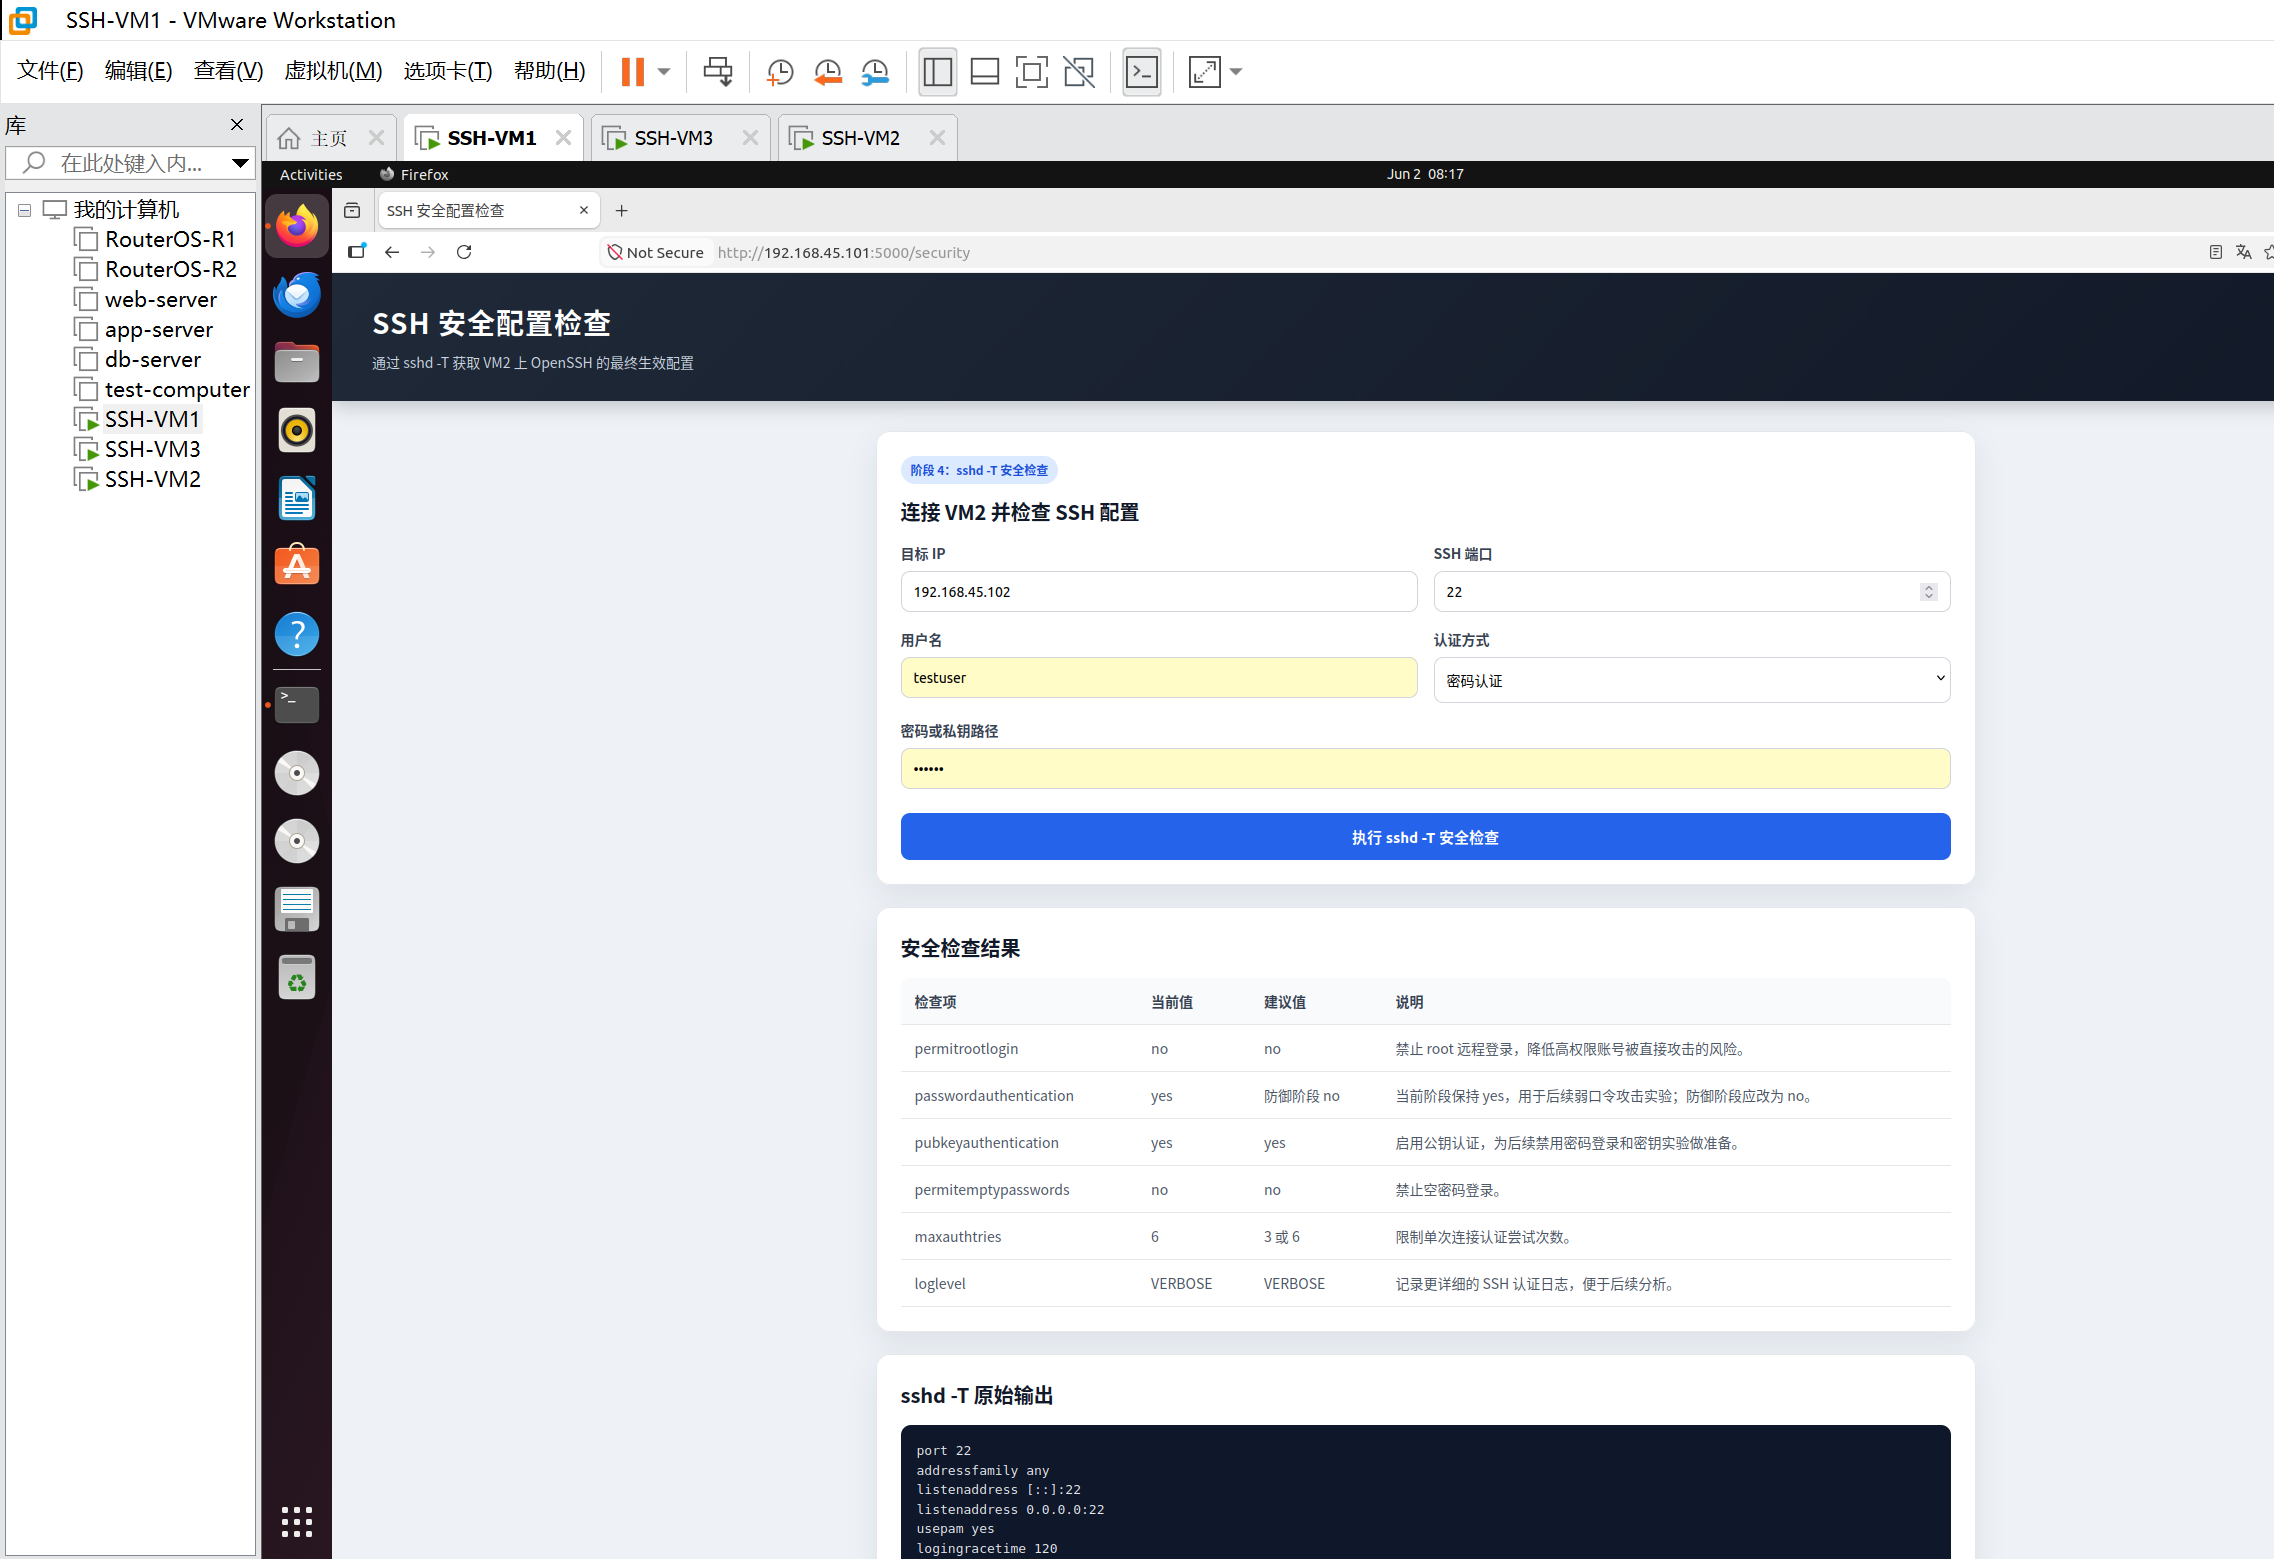 SSH-VM1 - VMware Workstation
文件(F) 编辑(E) 查看(V) 虚拟机(M) 选项卡(T) 帮助(H)
库
在此处键入内...
我的计算机
RouterOS-R1
RouterOS-R2
web-server
app-server
db-server
test-computer
SSH-VM1
SSH-VM3
SSH-VM2
主页 SSH-VM1 SSH-VM3 SSH-VM2
Activities Firefox Jun 2 08:17
SSH 安全配置检查
Not Secure http://192.168.45.101:5000/security
SSH 安全配置检查
通过 sshd -T 获取 VM2 上 OpenSSH 的最终生效配置
阶段 4：sshd -T 安全检查
连接 VM2 并检查 SSH 配置
目标 IP SSH 端口
192.168.45.102 22
用户名 认证方式
testuser 密码认证
密码或私钥路径
••••••
执行 sshd -T 安全检查
安全检查结果
检查项 当前值 建议值 说明
permitrootlogin no no 禁止 root 远程登录，降低高权限账号被直接攻击的风险。
passwordauthentication yes 防御阶段 no 当前阶段保持 yes，用于后续弱口令攻击实验；防御阶段应改为 no。
pubkeyauthentication yes yes 启用公钥认证，为后续禁用密码登录和密钥实验做准备。
permitemptypasswords no no 禁止空密码登录。
maxauthtries 6 3 或 6 限制单次连接认证尝试次数。
loglevel VERBOSE VERBOSE 记录更详细的 SSH 认证日志，便于后续分析。
sshd -T 原始输出
port 22
addressfamily any
listenaddress [::]:22
listenaddress 0.0.0.0:22
usepam yes
logingracetime 120